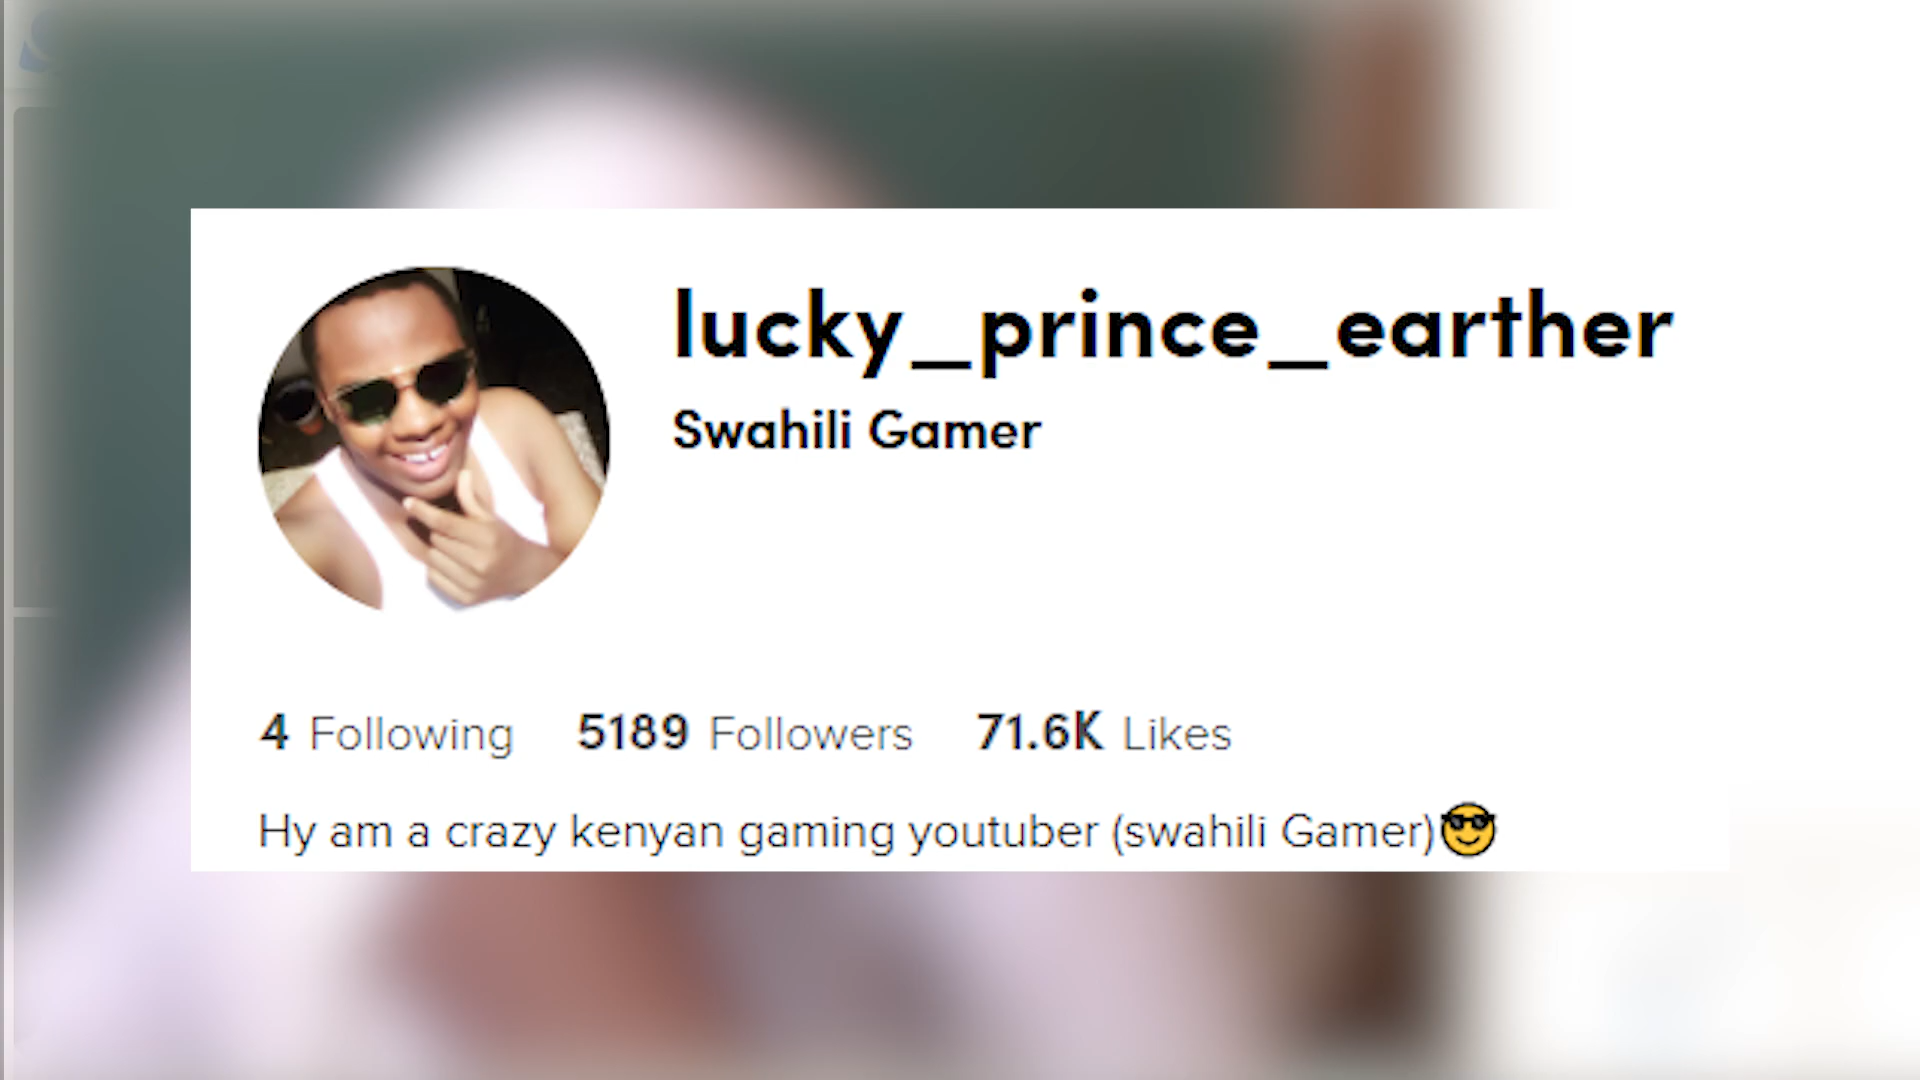 lucky_prince_earther
Swahili Gamer
4 Following 5189 Followers 71.6K Likes
Hy am a crazy kenyan gaming youtuber (swahili Gamer)😎